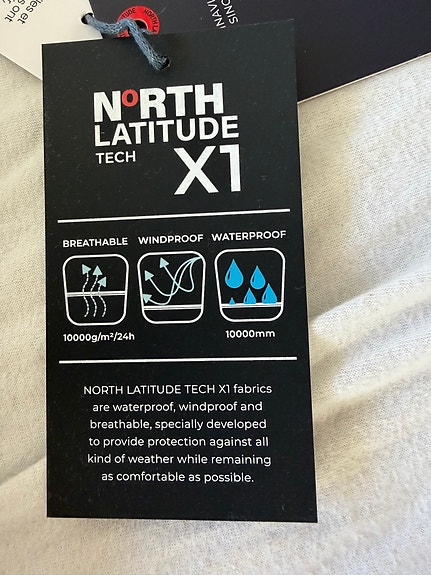 NºRTH
LATITUDE
TECH X1
BREATHABLE WINDPROOF WATERPROOF
10000g/m²/24h 10000mm
NORTH LATITUDE TECH X1 fabrics
are waterproof, windproof and
breathable, specially developed
to provide protection against all
kind of weather while remaining
as comfortable as possible.